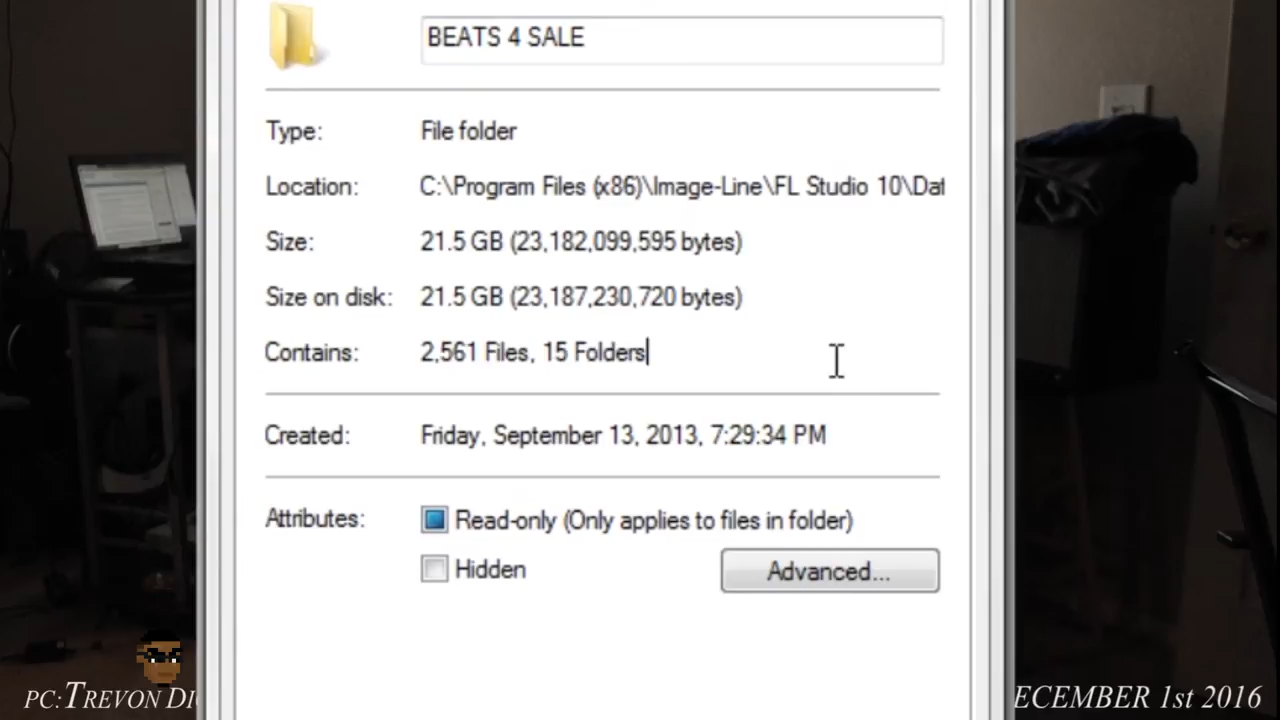 BEATS 4 SALE
Type: File folder
Location: C:\Program Files (x86)\Image-Line\FL Studio 10\Dat
Size: 21.5 GB (23,182,099,595 bytes)
Size on disk: 21.5 GB (23,187,230,720 bytes)
Contains: 2,561 Files, 15 Folders
Created: Friday, September 13, 2013, 7:29:34 PM
Attributes: Read-only (Only applies to files in folder)
Hidden Advanced...
PC:TREVON DI ECEMBER 1st 2016